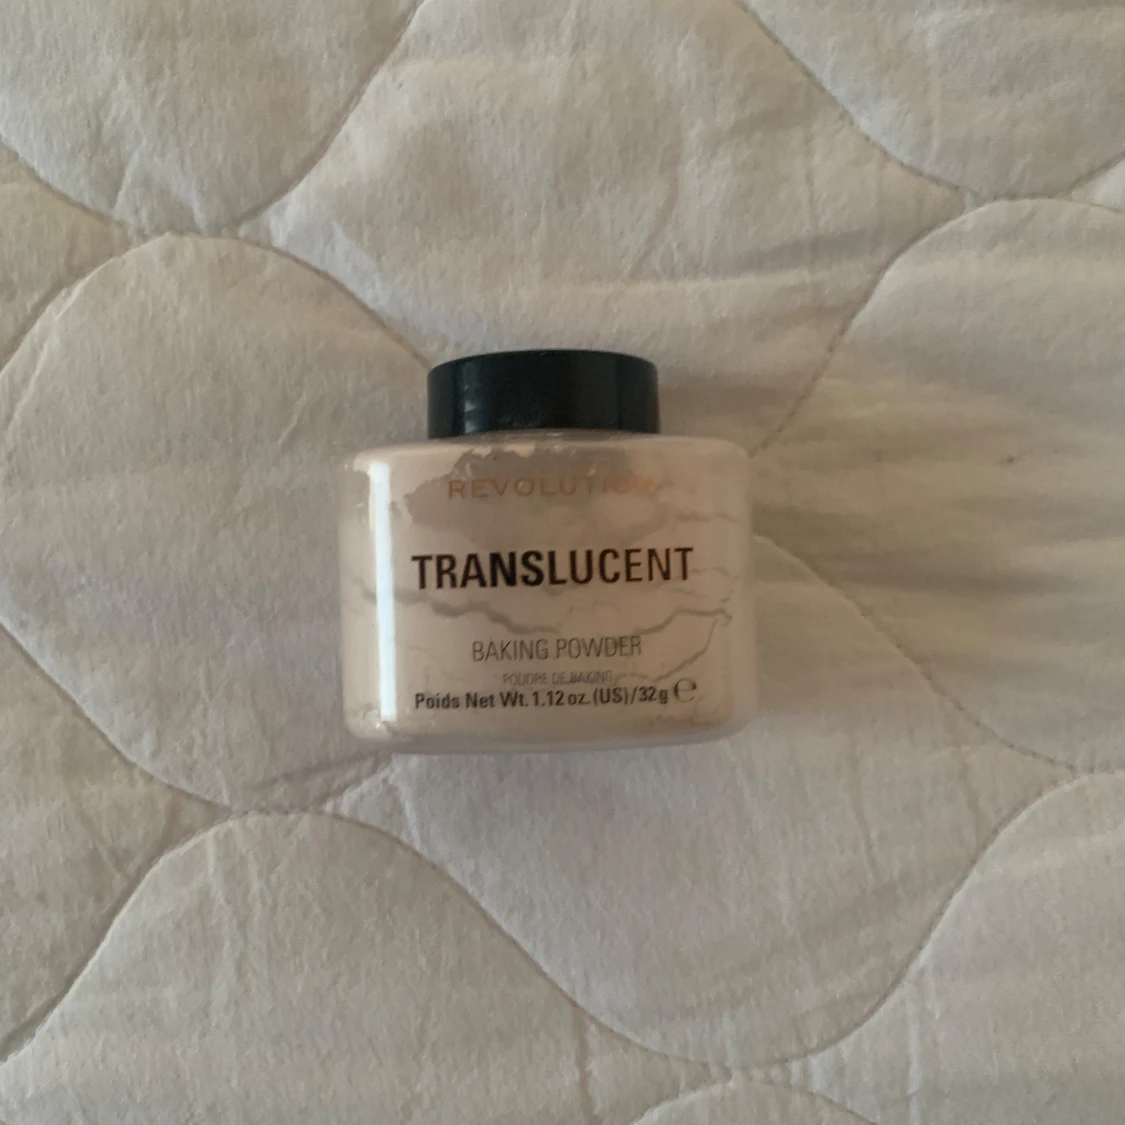 REVOLUTION
TRANSLUCENT
BAKING POWDER
POUDRE DE BAKING
Poids Net Wt. 1.12 oz. (US)/32g ℮